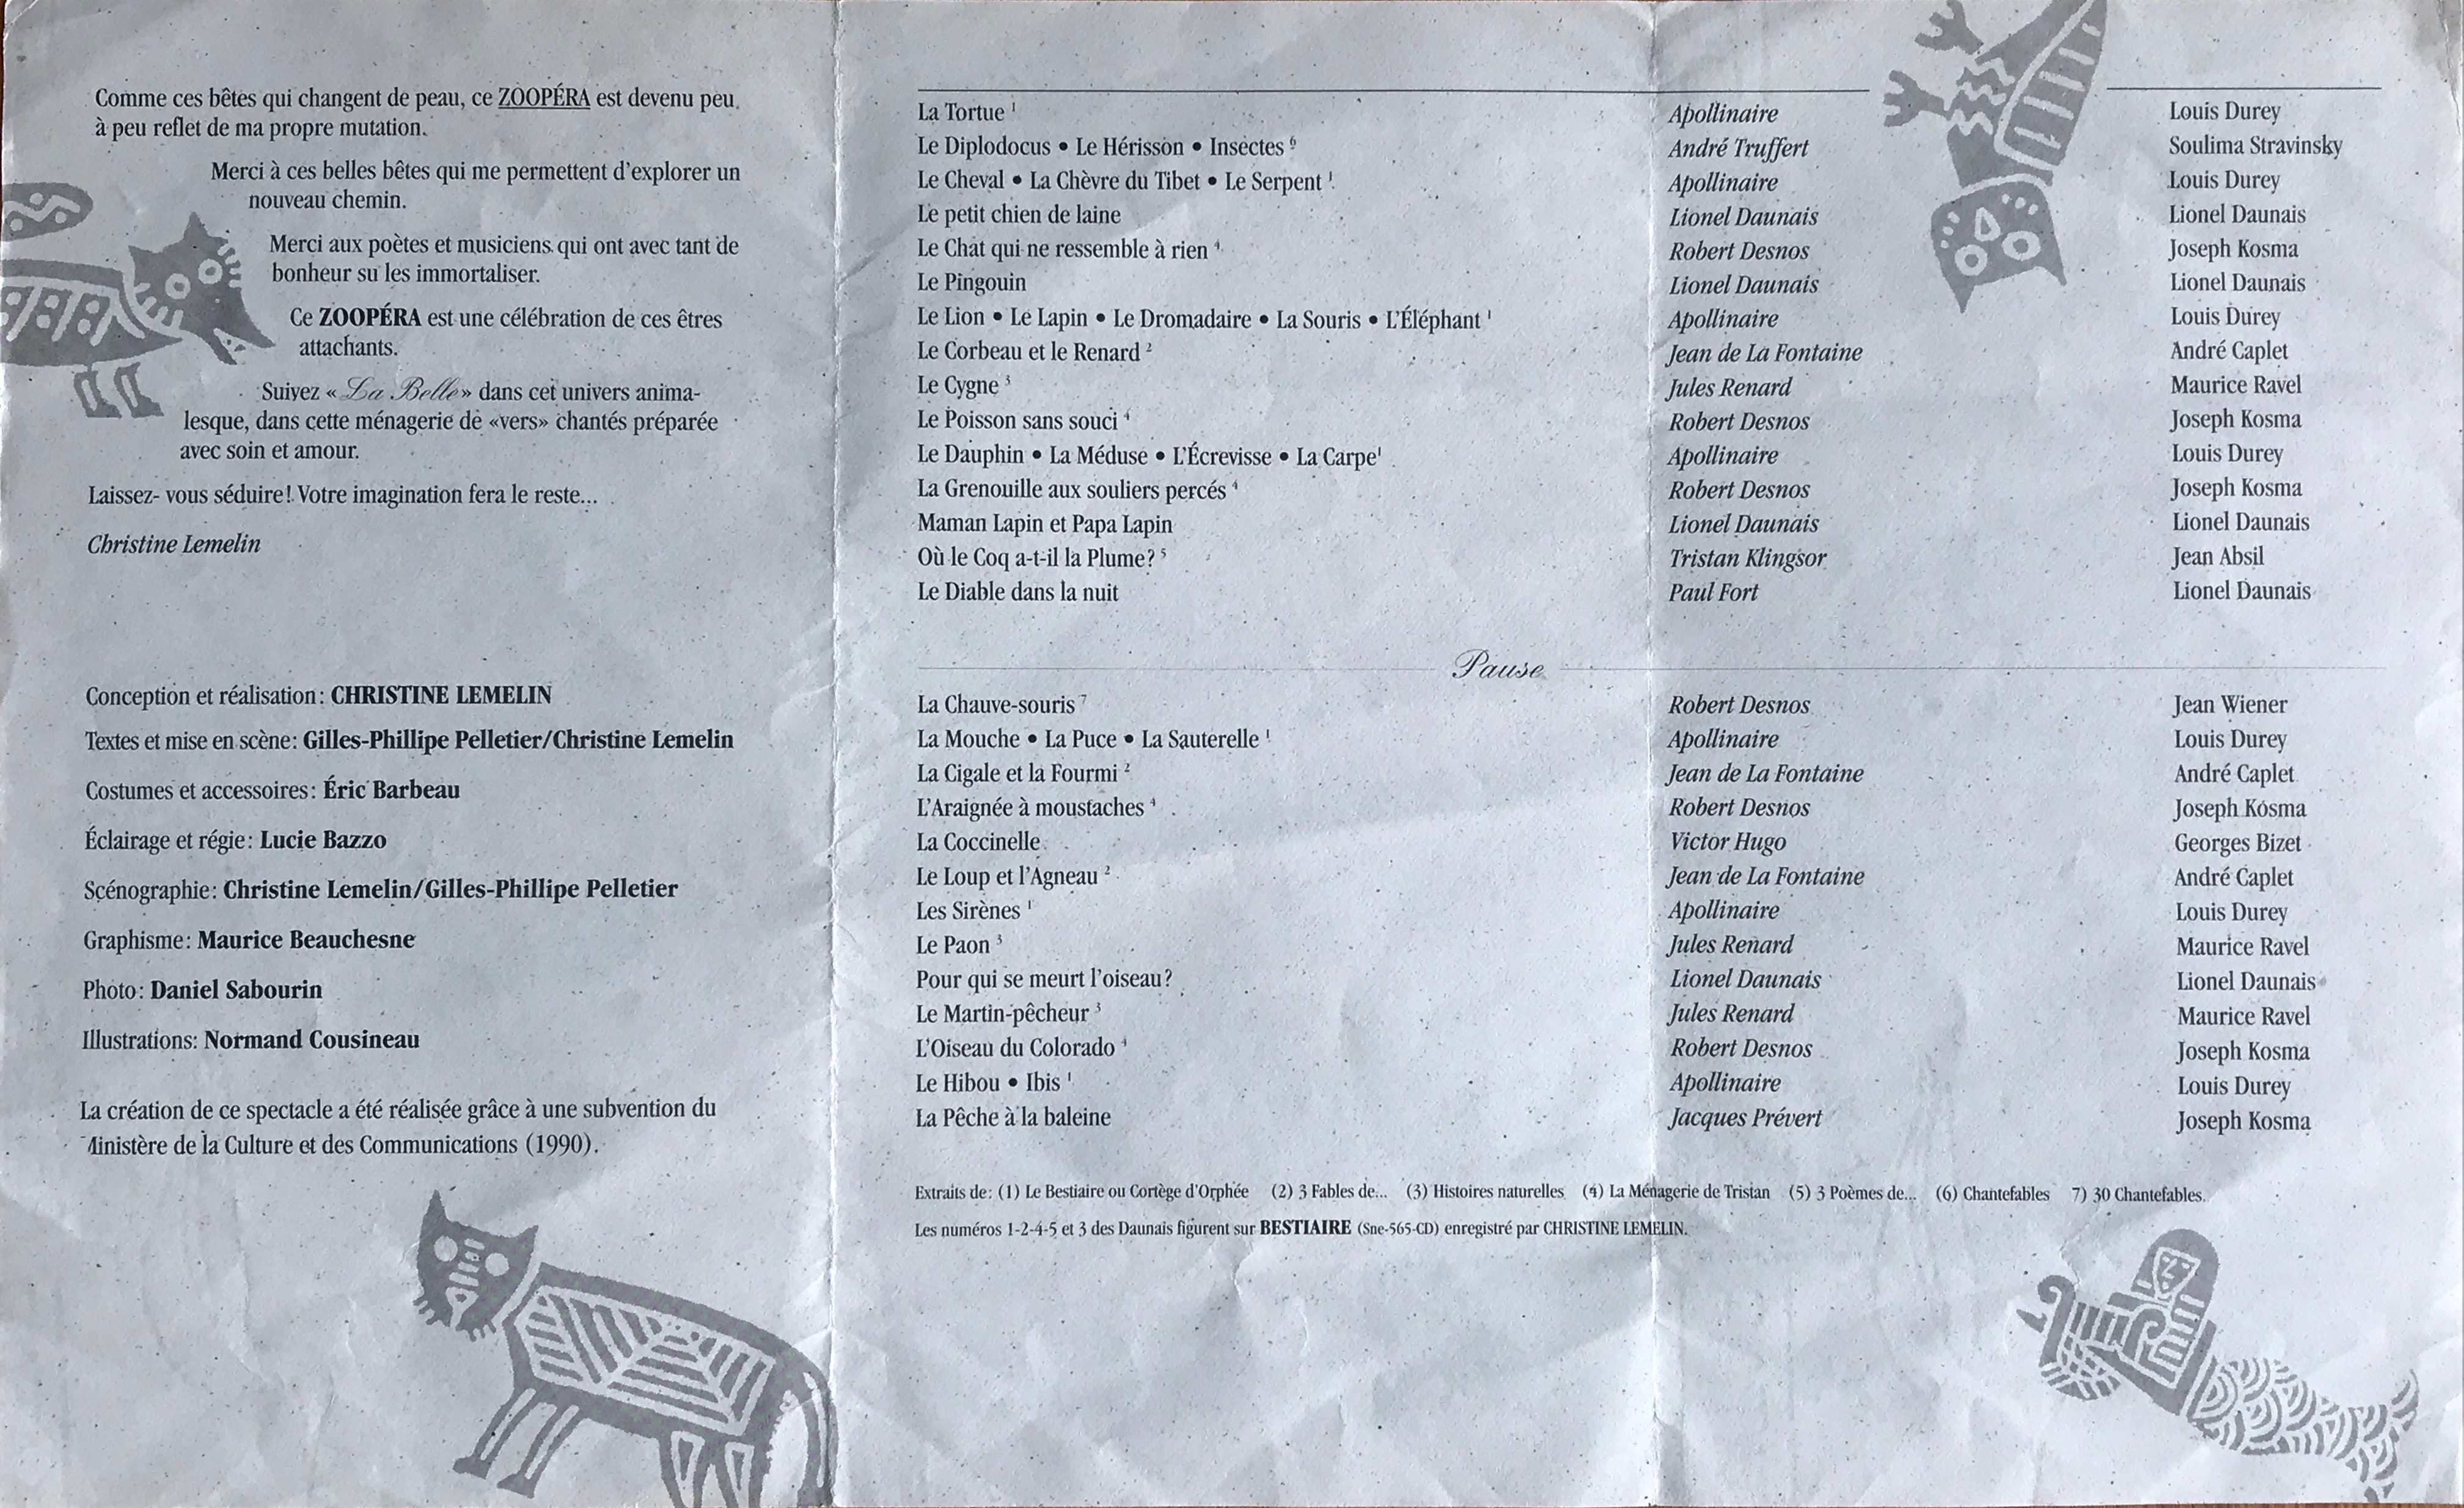 Comme ces bêtes qui changent de peau, ce ZOOPÉRA est devenu peu
à peu reflet de ma propre mutation.
Merci à ces belles bêtes qui me permettent d'explorer un
nouveau chemin.
Merci aux poètes et musiciens qui ont avec tant de
bonheur su les immortaliser.
Ce ZOOPÉRA est une célébration de ces êtres
attachants.
Suivez « La Belle » dans cet univers anima-
lesque, dans cette ménagerie de «vers» chantés préparée
avec soin et amour.
Laissez- vous séduire! Votre imagination fera le reste...
Christine Lemelin
Conception et réalisation: CHRISTINE LEMELIN
Textes et mise en scène: Gilles-Phillipe Pelletier/Christine Lemelin
Costumes et accessoires: Éric Barbeau
Éclairage et régie: Lucie Bazzo
Scénographie: Christine Lemelin/Gilles-Phillipe Pelletier
Graphisme: Maurice Beauchesne
Photo: Daniel Sabourin
Illustrations: Normand Cousineau
La création de ce spectacle a été réalisée grâce à une subvention du
Ministère de la Culture et des Communications (1990).
La Tortue ¹ Apollinaire Louis Durey
Le Diplodocus • Le Hérisson • Insectes ⁶ André Truffert Soulima Stravinsky
Le Cheval • La Chèvre du Tibet • Le Serpent ¹ Apollinaire Louis Durey
Le petit chien de laine Lionel Daunais Lionel Daunais
Le Chat qui ne ressemble à rien ⁴ Robert Desnos Joseph Kosma
Le Pingouin Lionel Daunais Lionel Daunais
Le Lion • Le Lapin • Le Dromadaire • La Souris • L'Éléphant ¹ Apollinaire Louis Durey
Le Corbeau et le Renard ² Jean de La Fontaine André Caplet
Le Cygne ³ Jules Renard Maurice Ravel
Le Poisson sans souci ⁴ Robert Desnos Joseph Kosma
Le Dauphin • La Méduse • L'Écrevisse • La Carpe¹ Apollinaire Louis Durey
La Grenouille aux souliers percés ⁴ Robert Desnos Joseph Kosma
Maman Lapin et Papa Lapin Lionel Daunais Lionel Daunais
Où le Coq a-t-il la Plume? ⁵ Tristan Klingsor Jean Absil
Le Diable dans la nuit Paul Fort Lionel Daunais
Pause
La Chauve-souris ⁷ Robert Desnos Jean Wiener
La Mouche • La Puce • La Sauterelle ¹ Apollinaire Louis Durey
La Cigale et la Fourmi ² Jean de La Fontaine André Caplet
L'Araignée à moustaches ⁴ Robert Desnos Joseph Kosma
La Coccinelle Victor Hugo Georges Bizet
Le Loup et l'Agneau ² Jean de La Fontaine André Caplet
Les Sirènes ¹ Apollinaire Louis Durey
Le Paon ³ Jules Renard Maurice Ravel
Pour qui se meurt l'oiseau? Lionel Daunais Lionel Daunais
Le Martin-pêcheur ³ Jules Renard Maurice Ravel
L'Oiseau du Colorado ⁴ Robert Desnos Joseph Kosma
Le Hibou • Ibis ¹ Apollinaire Louis Durey
La Pêche à la baleine Jacques Prévert Joseph Kosma
Extraits de: (1) Le Bestiaire ou Cortège d'Orphée (2) 3 Fables de... (3) Histoires naturelles (4) La Ménagerie de Tristan (5) 3 Poèmes de... (6) Chantefables 7) 30 Chantefables.
Les numéros 1-2-4-5 et 3 des Daunais figurent sur BESTIAIRE (Sne-565-CD) enregistré par CHRISTINE LEMELIN.